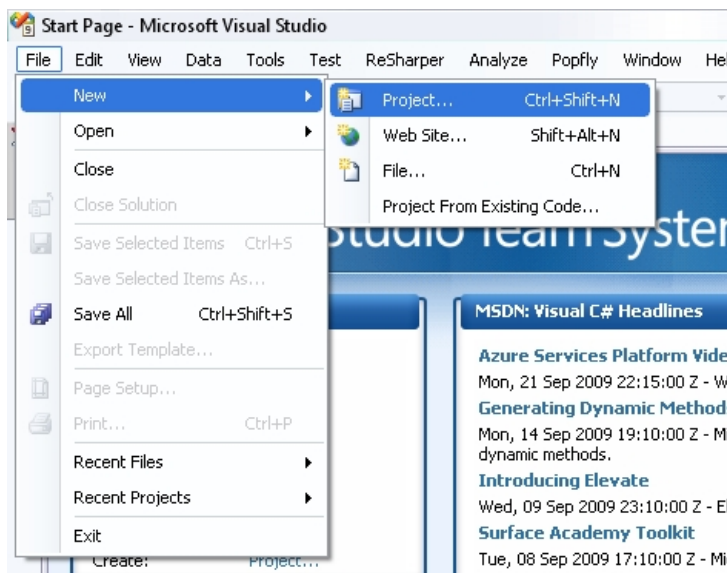 Start Page - Microsoft Visual Studio
File Edit View Data Tools Test ReSharper Analyze Popfly Window
New
Open
Close
Close Solution
Save Selected Items Ctrl+S
Save Selected Items As...
Save All Ctrl+Shift+S
Export Template...
Page Setup...
Print... Ctrl+P
Recent Files
Recent Projects
Exit
Project... Ctrl+Shift+N
Web Site... Shift+Alt+N
File... Ctrl+N
Project From Existing Code...
Studio Team System
MSDN: Visual C# Headlines
Azure Services Platform
Mon, 21 Sep 2009 22:15:00 Z -
Generating Dynamic Method
Mon, 14 Sep 2009 19:10:00 Z -
dynamic methods.
Introducing Elevate
Wed, 09 Sep 2009 23:10:00 Z -
Surface Academy Toolkit
Tue, 08 Sep 2009 17:10:00 Z -
Create: Project...